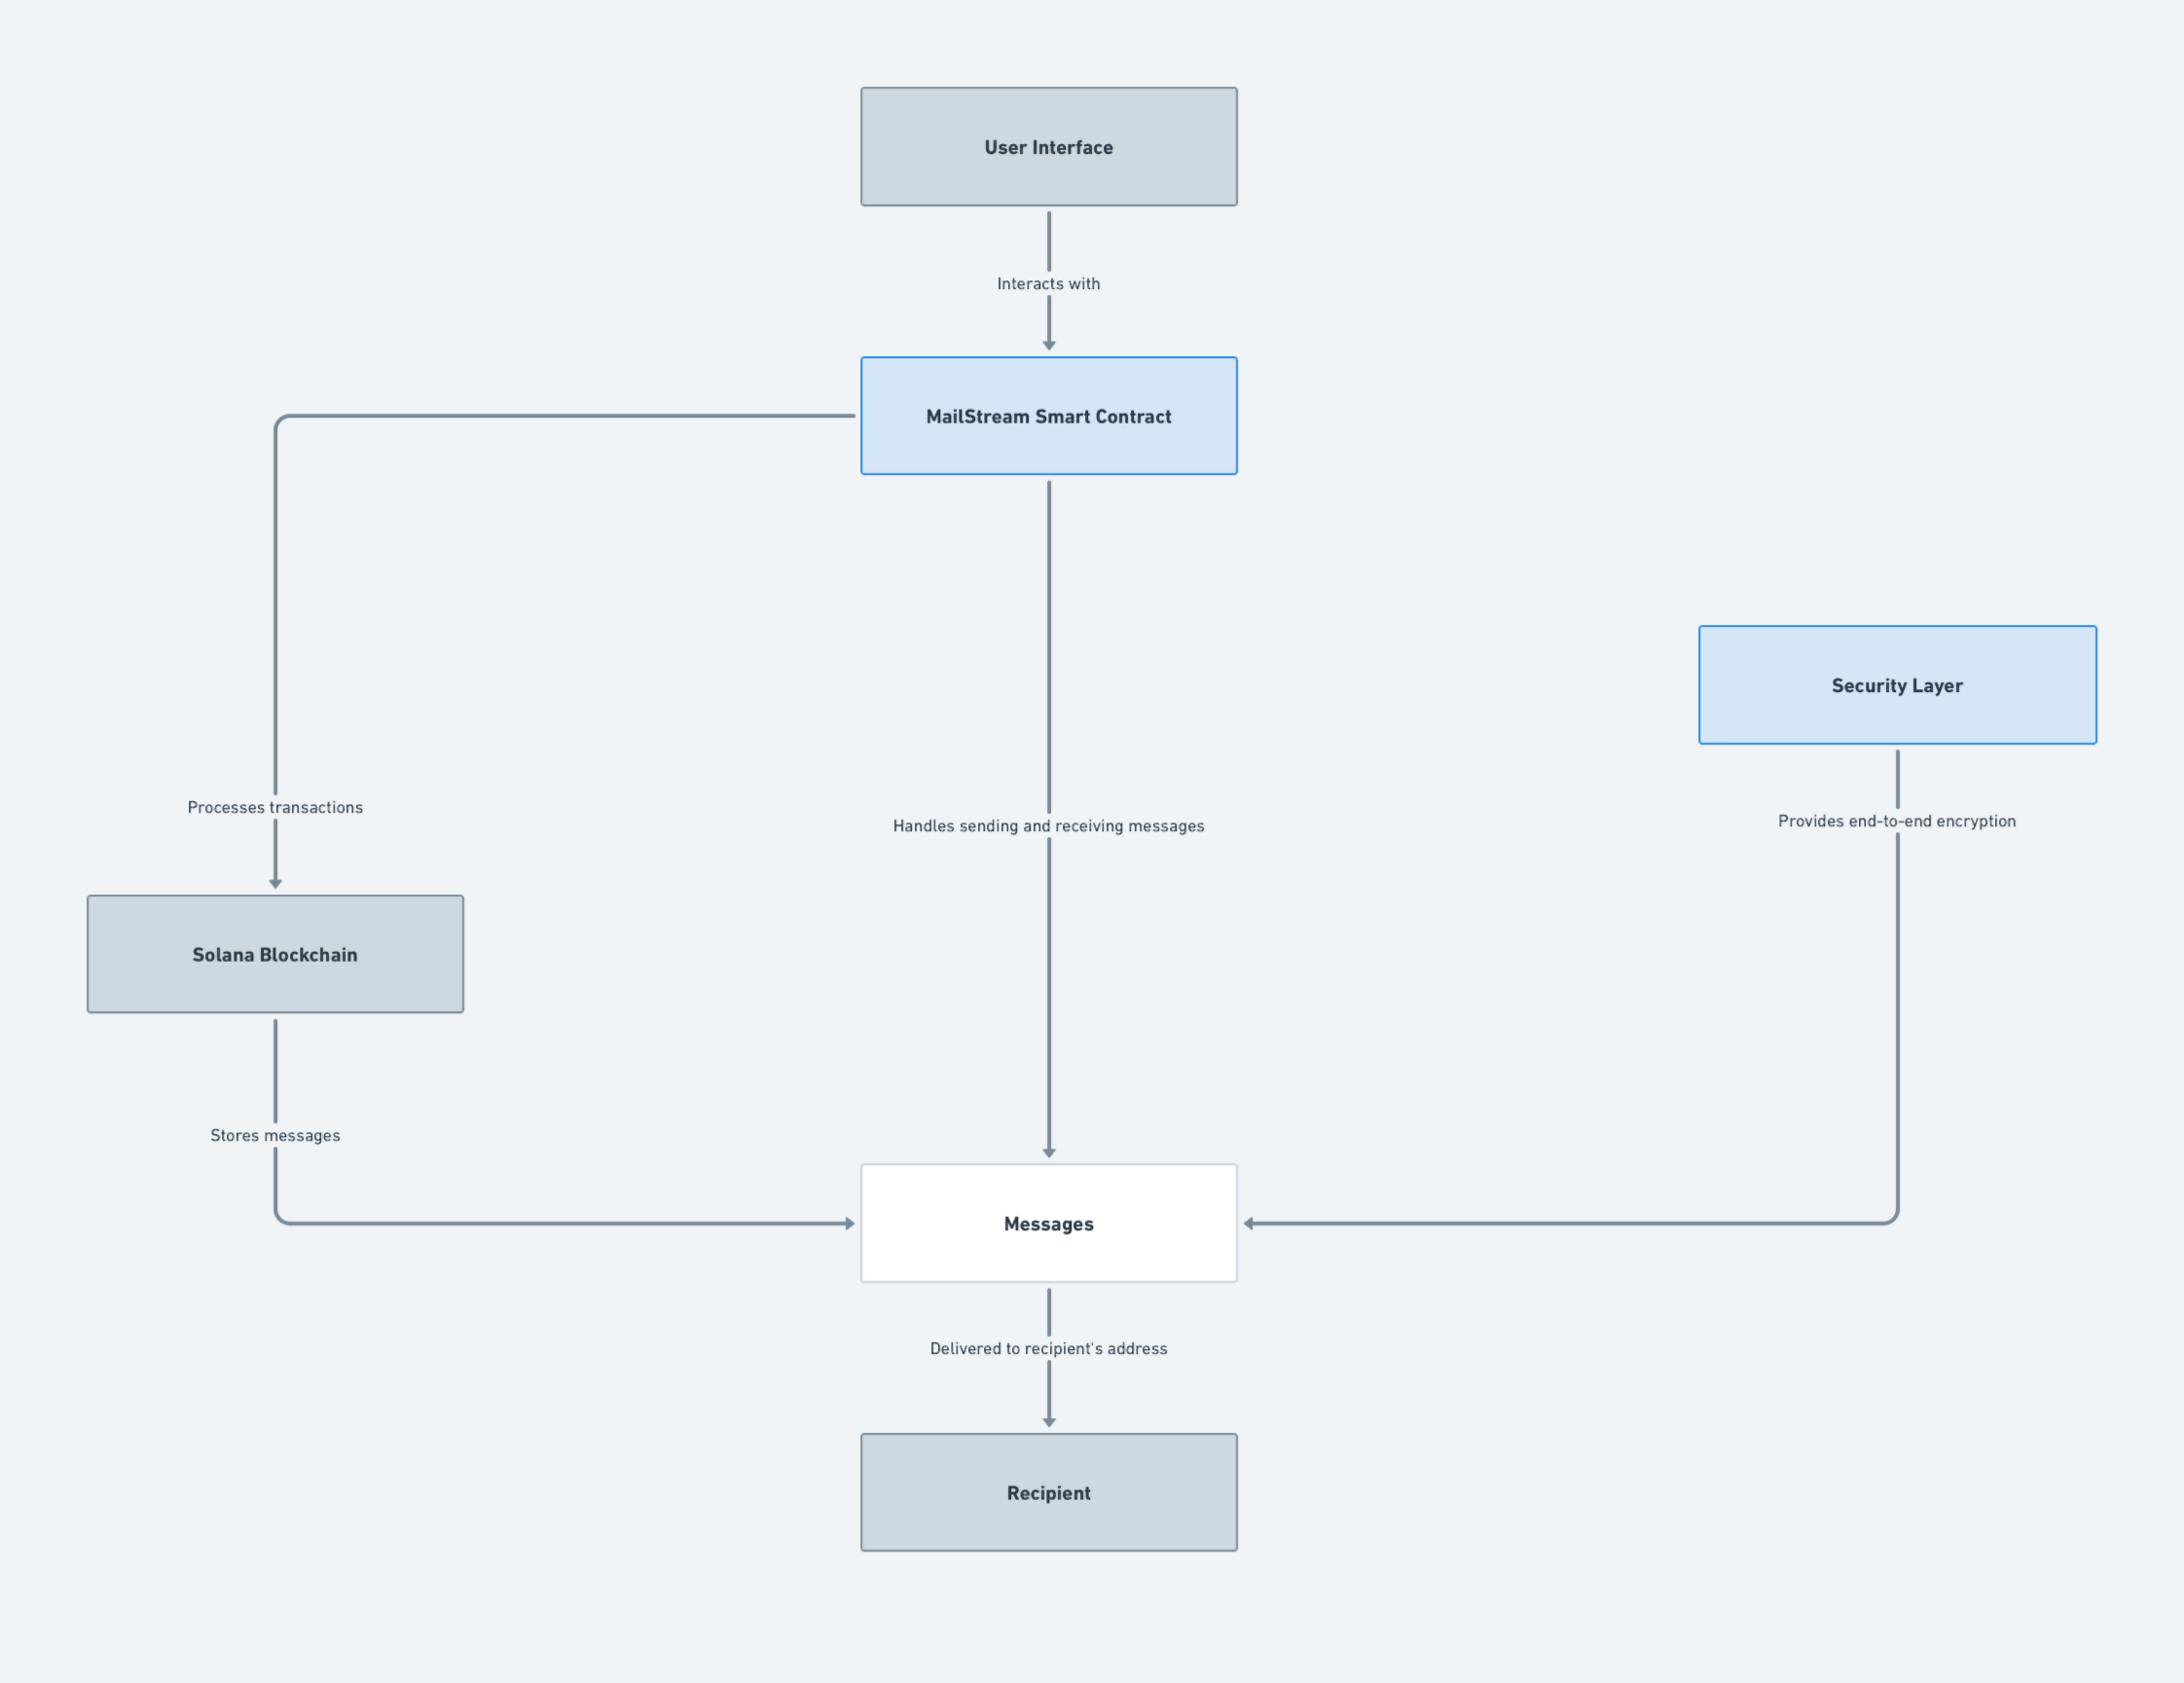 User Interface
Interacts with
MailStream Smart Contract
Security Layer
Processes transactions
Handles sending and receiving messages
Provides end-to-end encryption
Solana Blockchain
Stores messages
Messages
Delivered to recipient's address
Recipient